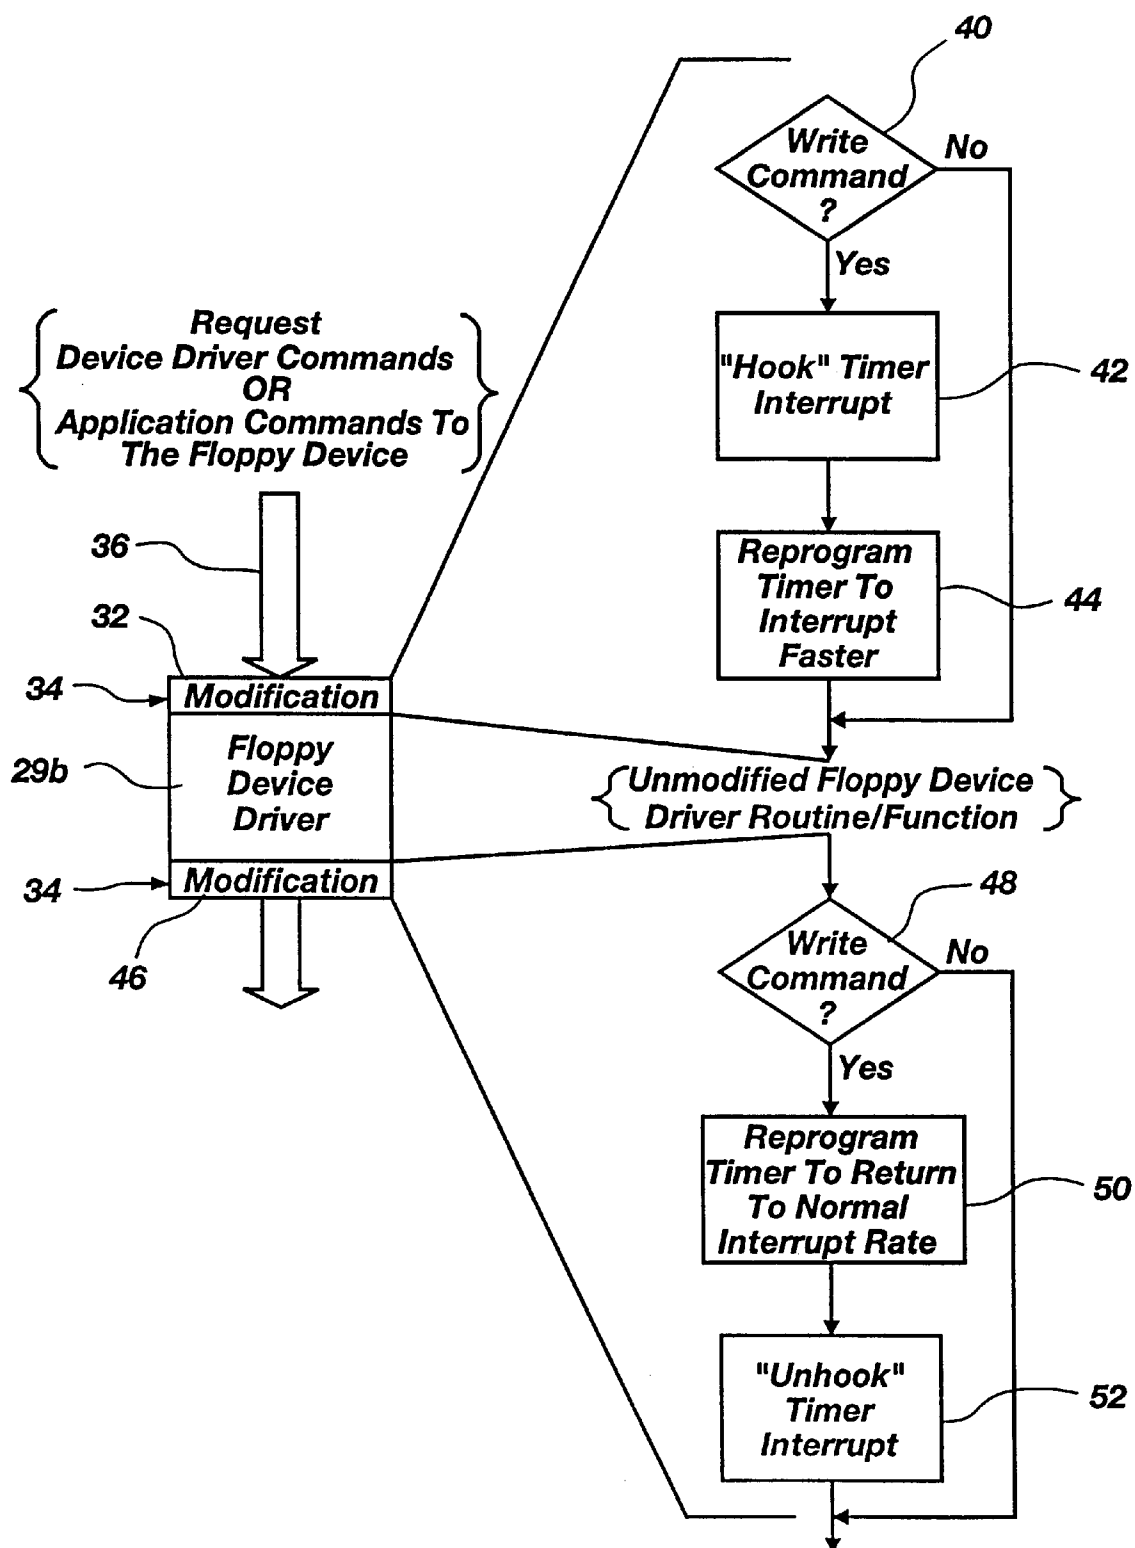 40
Write
Command
?
No
Yes
"Hook" Timer
Interrupt
42
Reprogram
Timer To
Interrupt
Faster
44
Request
Device Driver Commands
OR
Application Commands To
The Floppy Device
36
32
34
Modification
29b
Floppy
Device
Driver
34
Modification
46
Unmodified Floppy Device
Driver Routine/Function
48
Write
Command
?
No
Yes
Reprogram
Timer To Return
To Normal
Interrupt Rate
50
"Unhook"
Timer
Interrupt
52